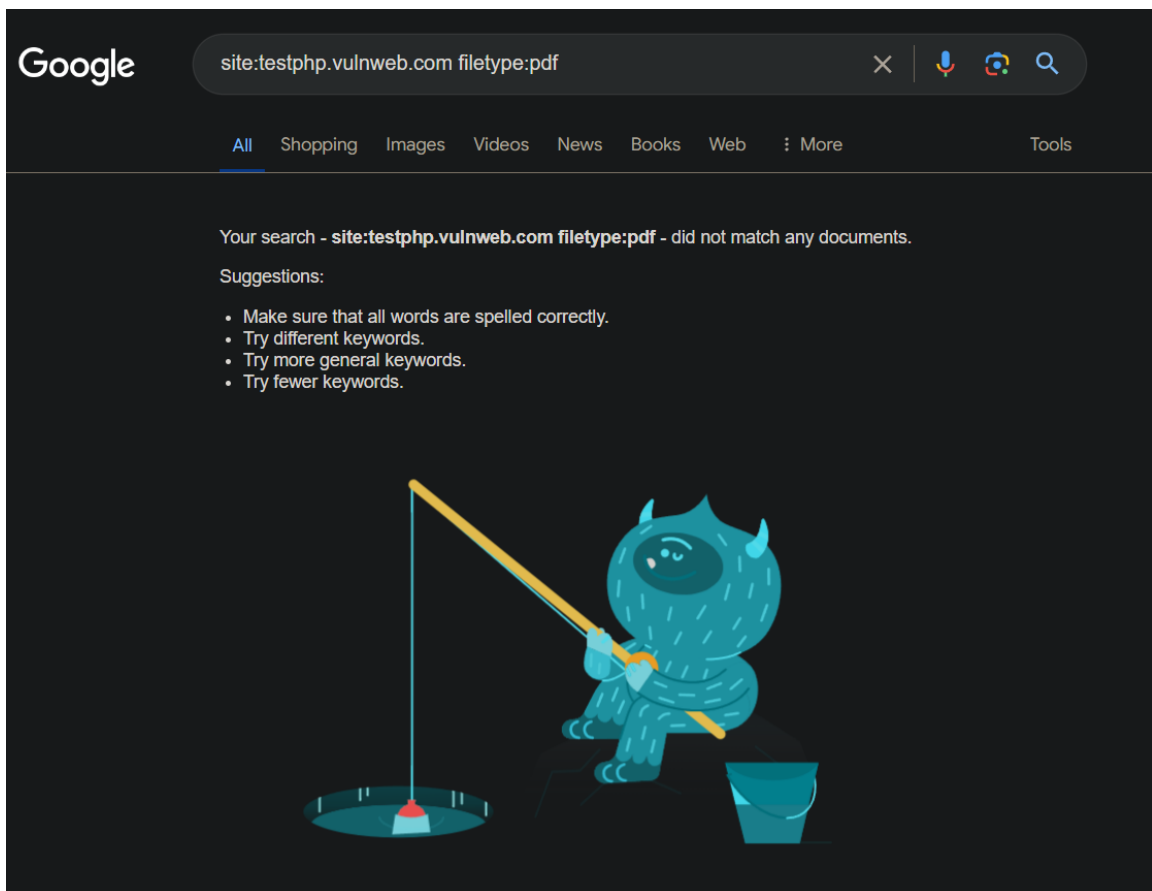 Google
site:testphp.vulnweb.com filetype:pdf
All Shopping Images Videos News Books Web More Tools
Your search - site:testphp.vulnweb.com filetype:pdf - did not match any documents.
Suggestions:
• Make sure that all words are spelled correctly.
• Try different keywords.
• Try more general keywords.
• Try fewer keywords.